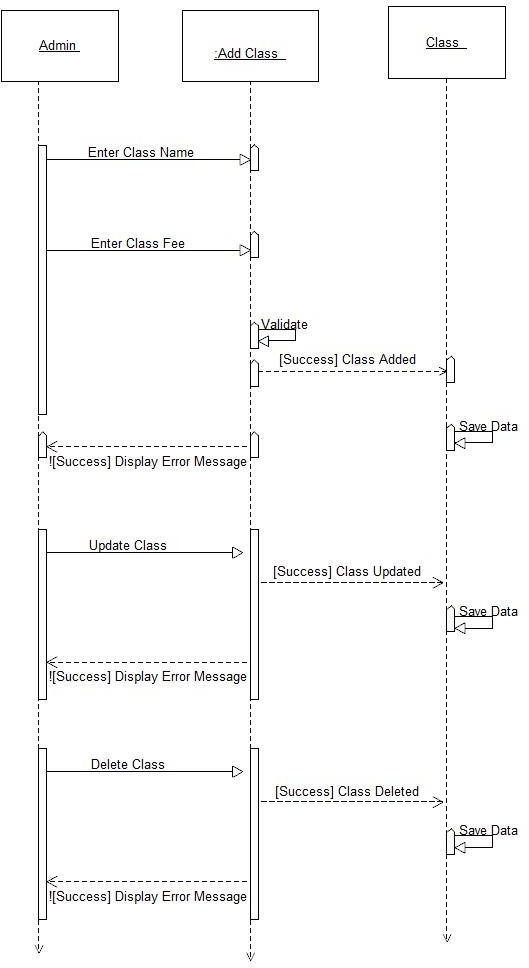 Admin
:Add Class
Class
Enter Class Name
Enter Class Fee
Validate
[Success] Class Added
Save Data
![Success] Display Error Message
Update Class
[Success] Class Updated
Save Data
![Success] Display Error Message
Delete Class
[Success] Class Deleted
Save Data
![Success] Display Error Message